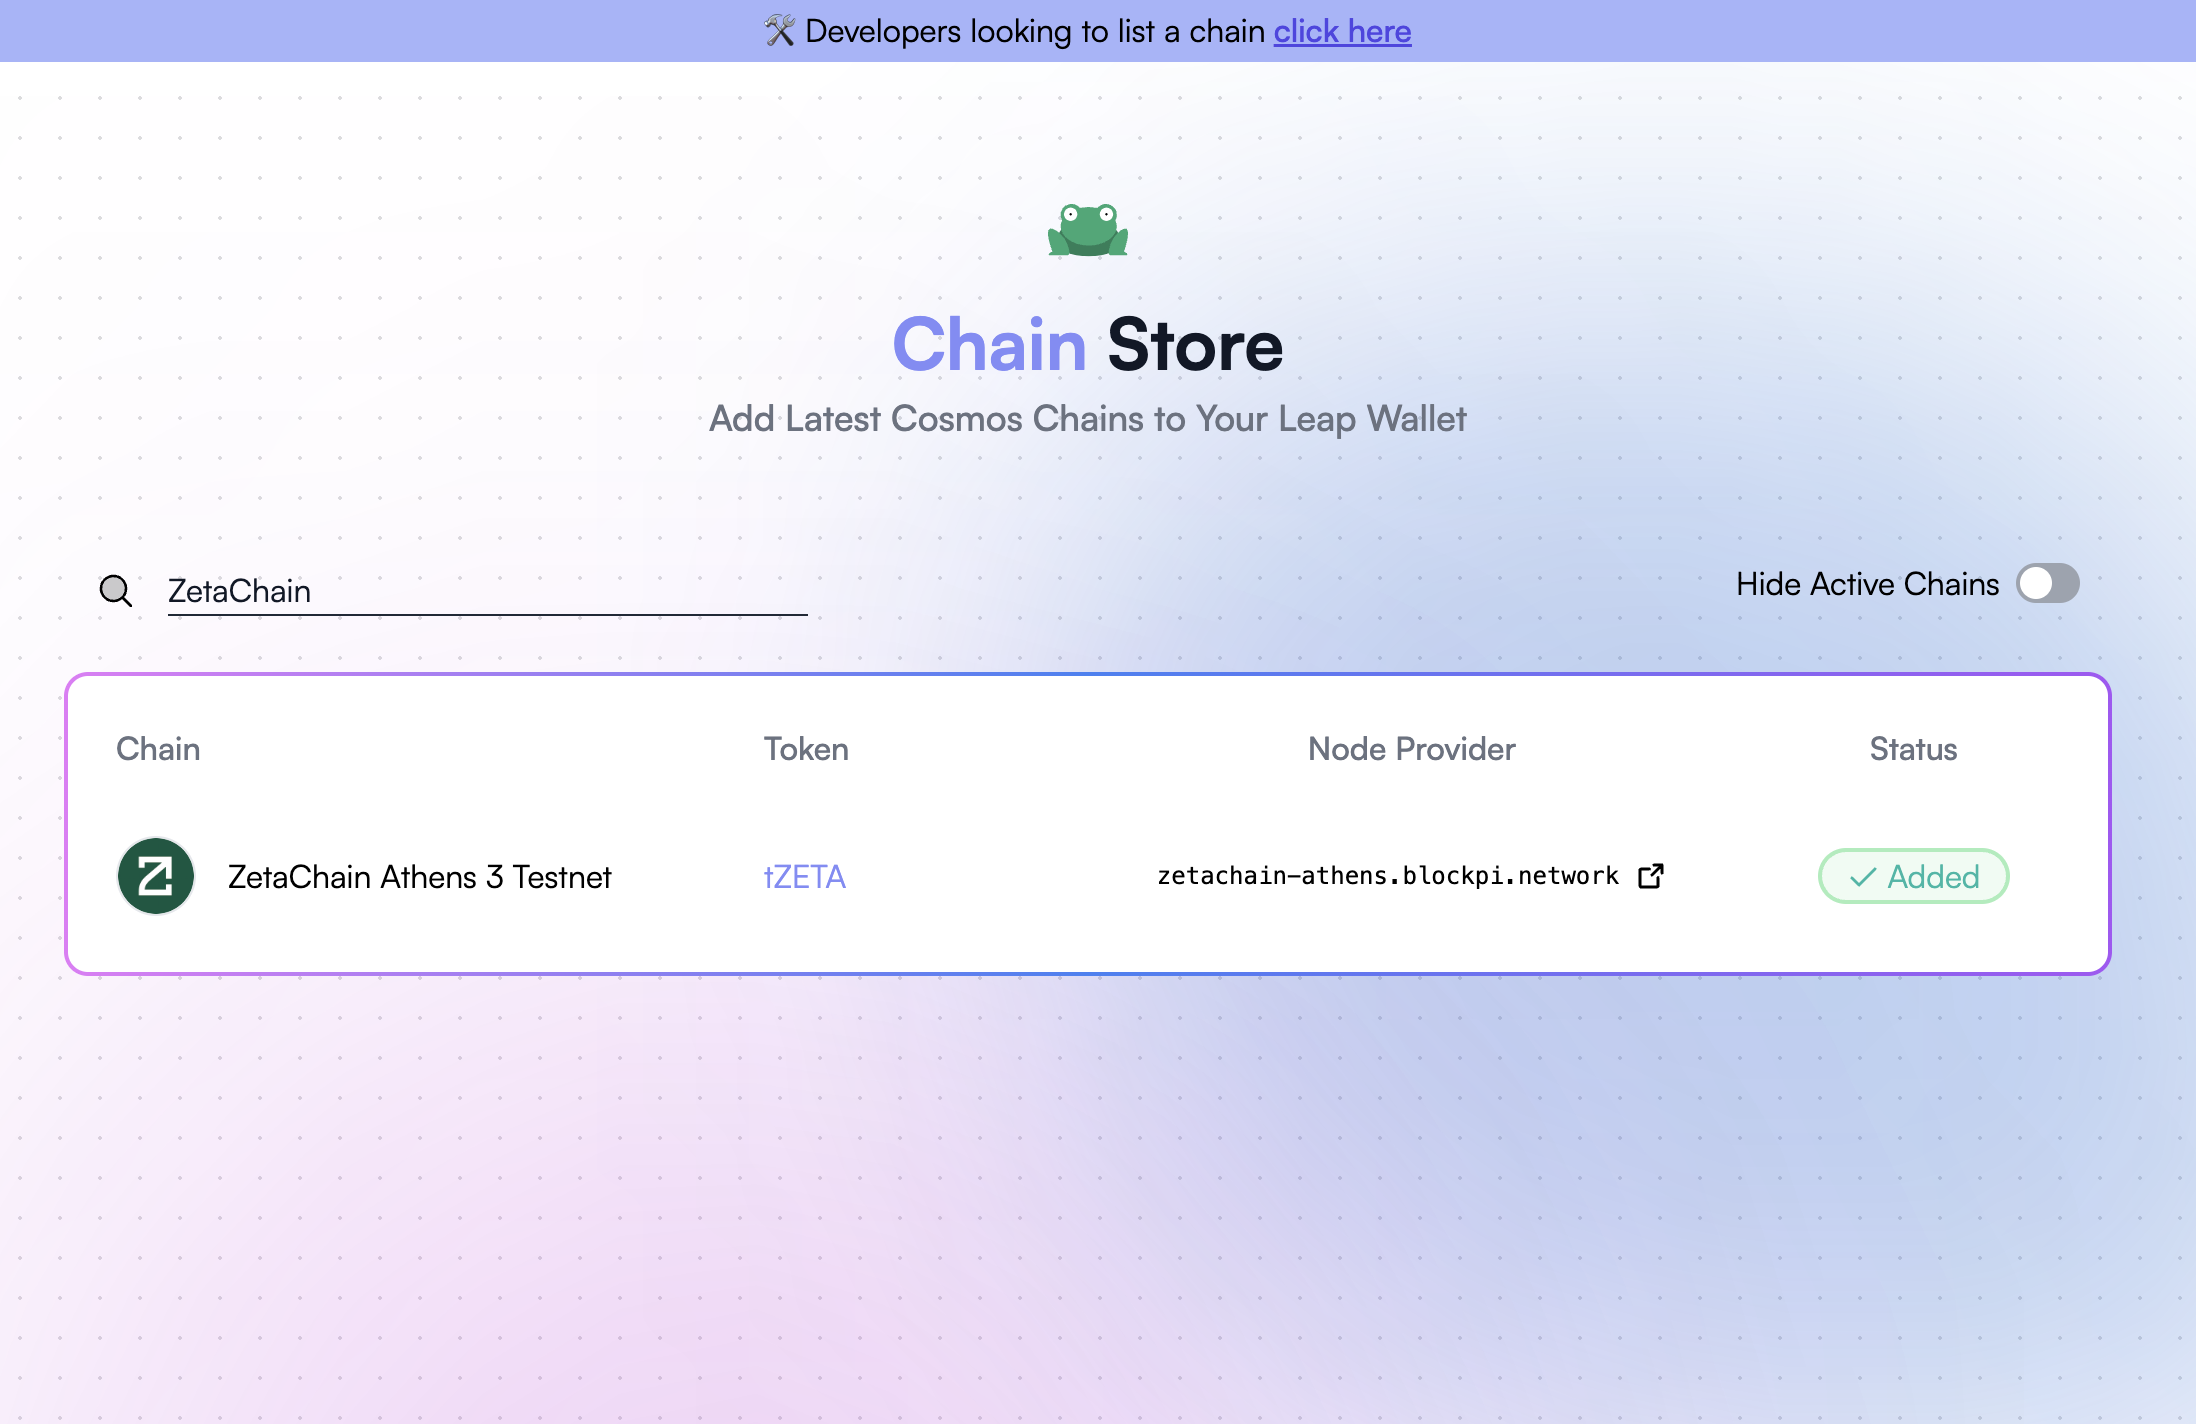 🛠 Developers looking to list a chain click here
Chain Store
Add Latest Cosmos Chains to Your Leap Wallet
ZetaChain
Hide Active Chains
Chain Token Node Provider Status
ZetaChain Athens 3 Testnet tZETA zetachain-athens.blockpi.network Added